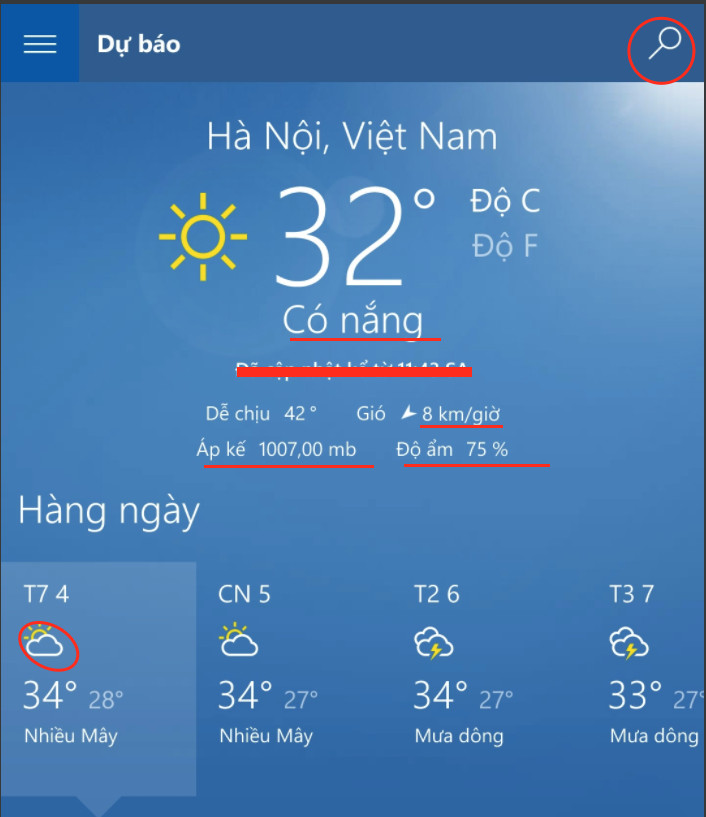 Dự báo
Hà Nội, Việt Nam
32° Độ C
Độ F
Có nắng
Dễ chịu 42° Gió 8 km/giờ
Áp kế 1007,00 mb Độ ẩm 75 %
Hàng ngày
T7 4 CN 5 T2 6 T3 7
34° 28° 34° 27° 34° 27° 33° 27°
Nhiều Mây Nhiều Mây Mưa dông Mưa dông